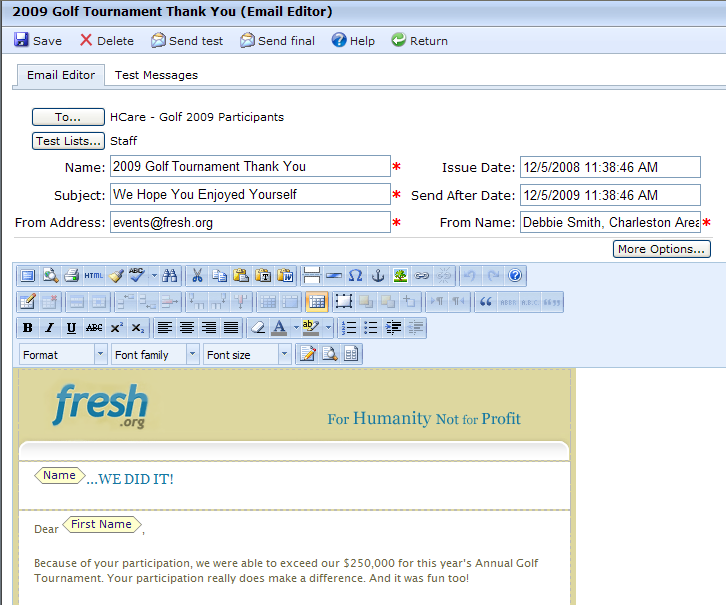 2009 Golf Tournament Thank You (Email Editor)
Save Delete Send test Send final Help Return
Email Editor Test Messages
To... HCare - Golf 2009 Participants
Test Lists... Staff
Name: 2009 Golf Tournament Thank You * Issue Date: 12/5/2008 11:38:46 AM
Subject: We Hope You Enjoyed Yourself * Send After Date: 12/5/2009 11:38:46 AM
From Address: events@fresh.org * From Name: Debbie Smith, Charleston Area *
More Options...
HTML ABC
B I U ABC x² x₂ A ab
Format Font family Font size
fresh.org
For Humanity Not for Profit
Name ...WE DID IT!
Dear First Name ,
Because of your participation, we were able to exceed our $250,000 for this year's Annual Golf
Tournament. Your participation really does make a difference. And it was fun too!